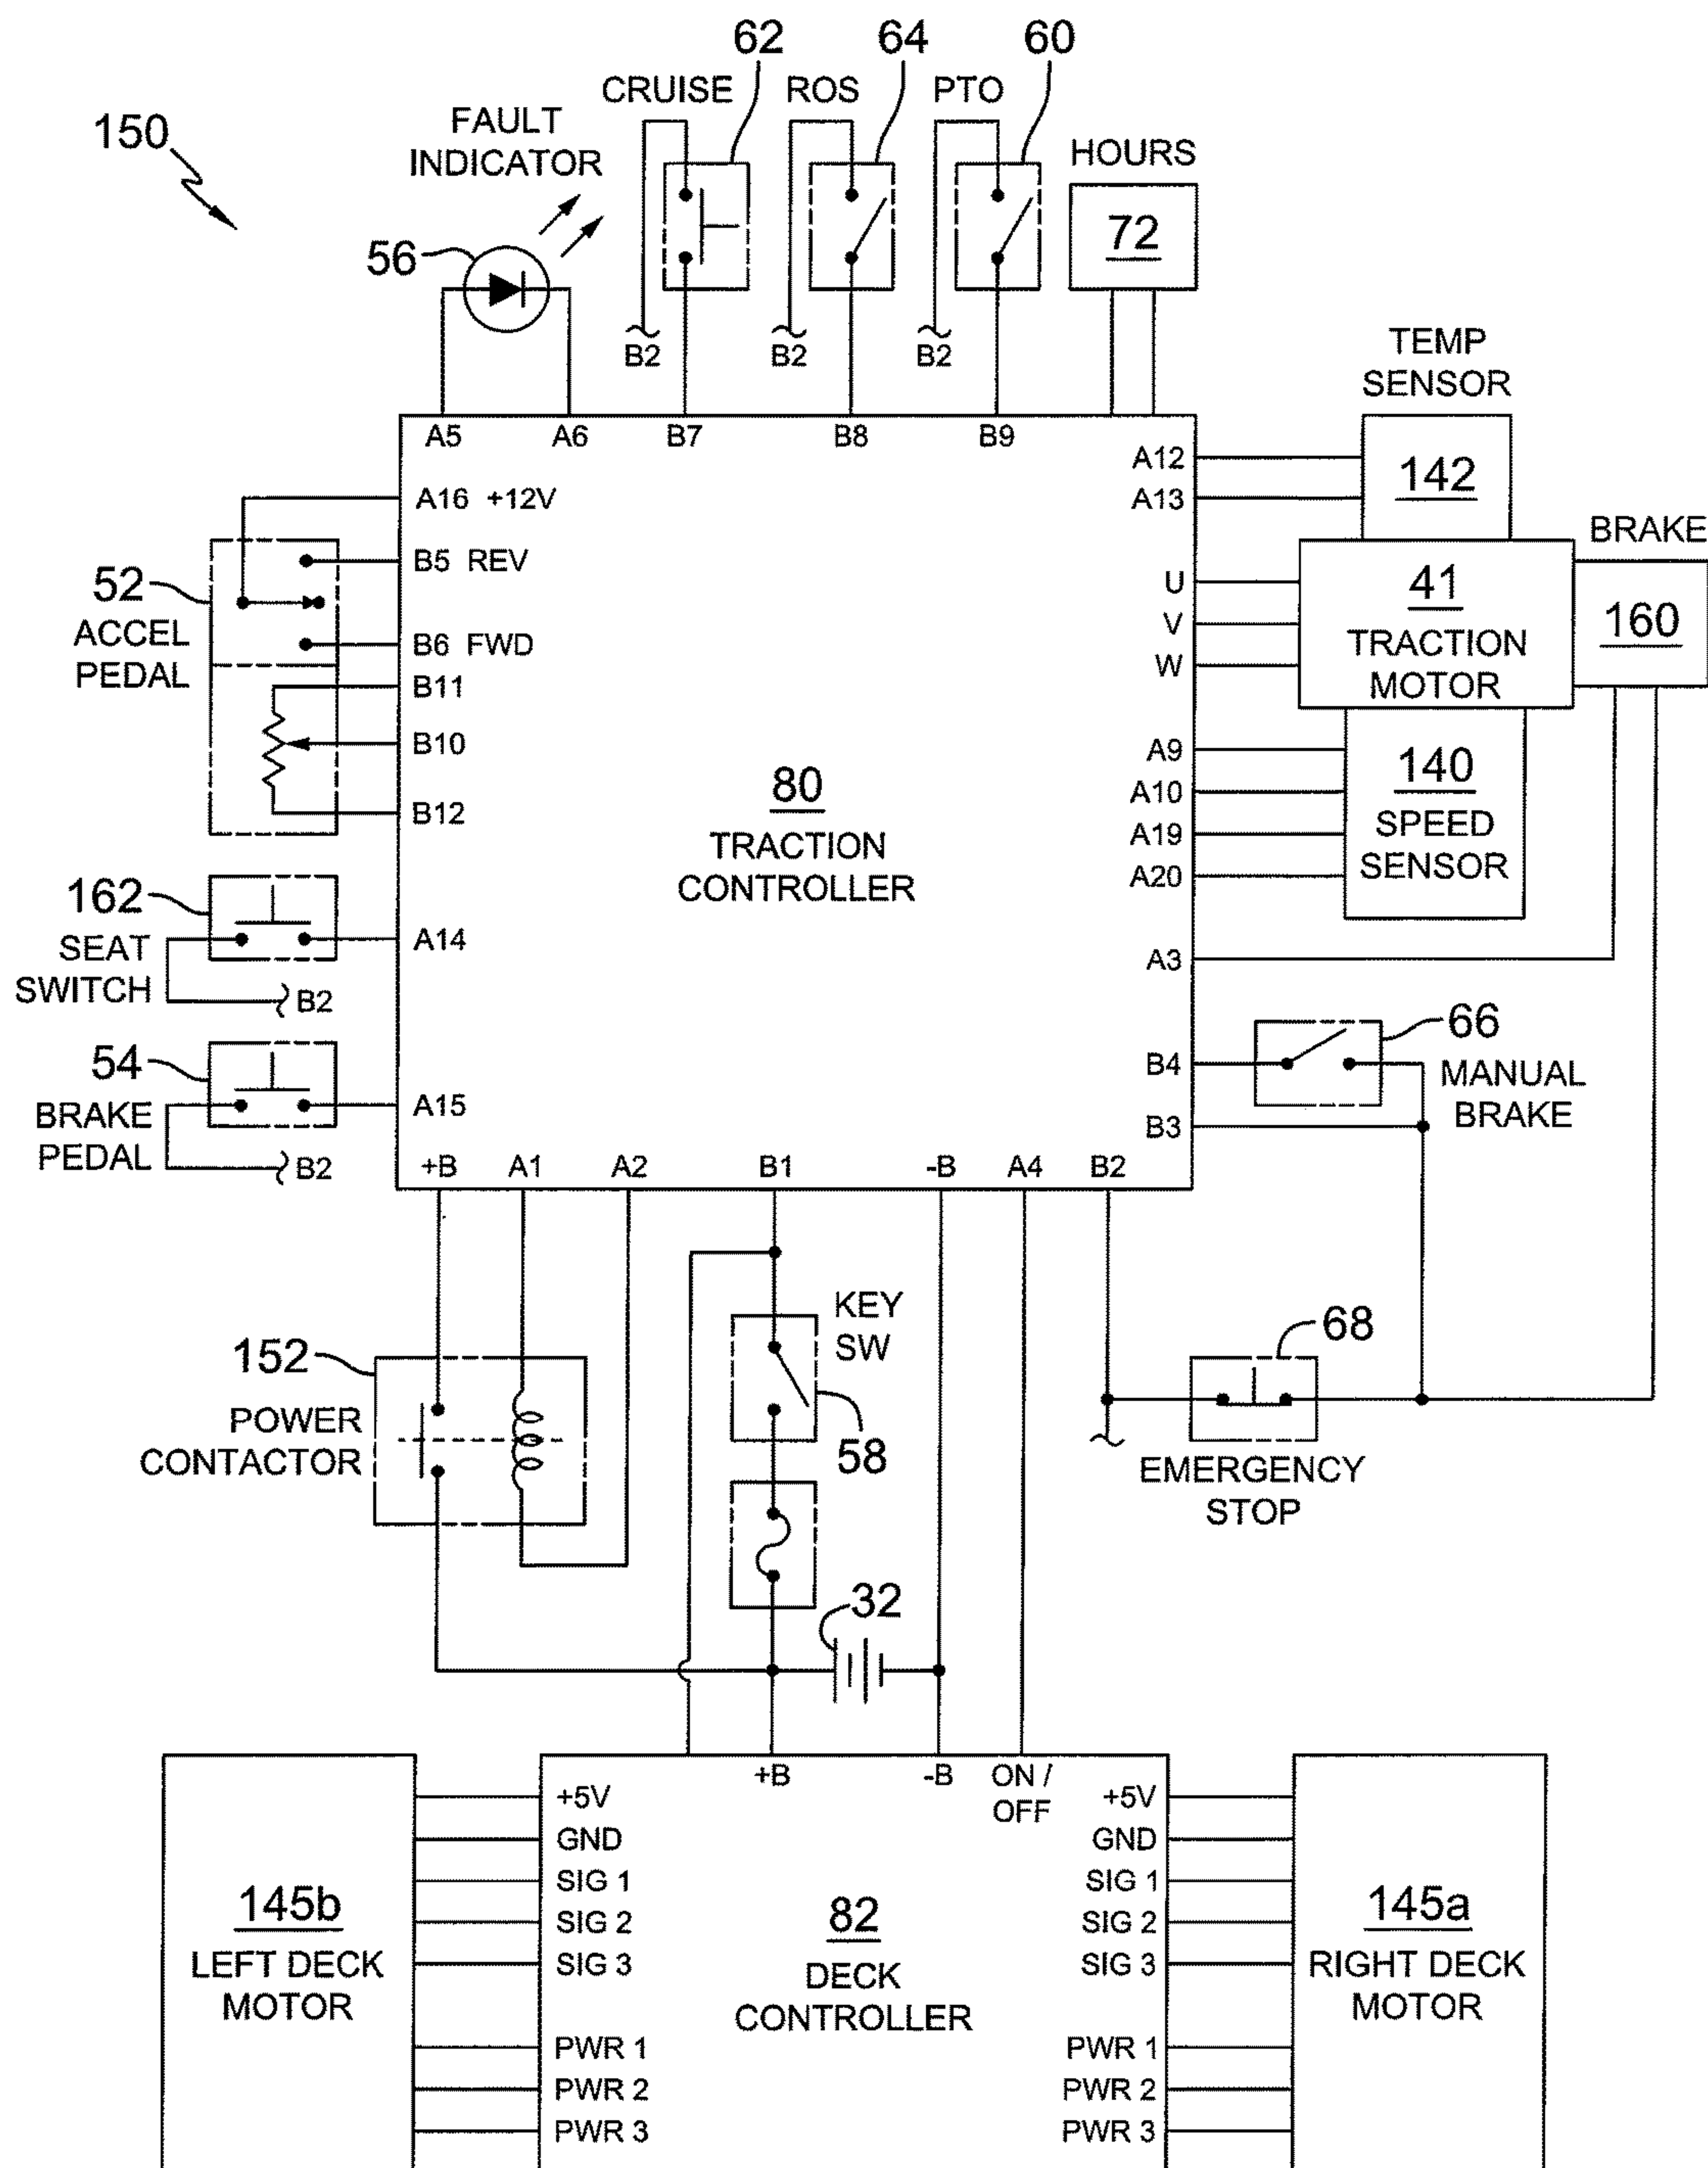 62
64
60
CRUISE
ROS
PTO
150
FAULT
INDICATOR
HOURS
72
56
B2
B2
B2
TEMP
SENSOR
A5
A6
B7
B8
B9
A12
A13
142
BRAKE
A16 +12V
B5 REV
B6 FWD
B11
B10
B12
52
ACCEL
PEDAL
U
V
W
41
TRACTION
MOTOR
160
A9
A10
A19
A20
140
SPEED
SENSOR
80
TRACTION
CONTROLLER
162
SEAT
SWITCH
A14
B2
A3
54
BRAKE
PEDAL
A15
B2
B4
B3
66
MANUAL
BRAKE
+B
A1
A2
B1
-B
A4
B2
KEY
SW
58
152
POWER
CONTACTOR
68
EMERGENCY
STOP
32
+B
-B
ON /
OFF
145b
LEFT DECK
MOTOR
+5V
GND
SIG 1
SIG 2
SIG 3
PWR 1
PWR 2
PWR 3
82
DECK
CONTROLLER
+5V
GND
SIG 1
SIG 2
SIG 3
PWR 1
PWR 2
PWR 3
145a
RIGHT DECK
MOTOR